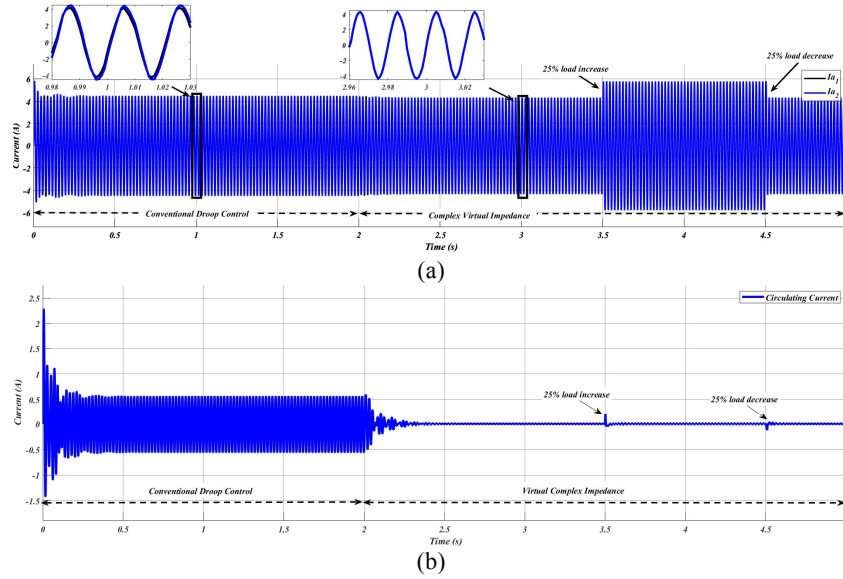 4
2
0
-2
-4
0.98 0.99 1 1.01 1.02 1.03
4
2
0
-2
-4
2.96 2.98 3 3.02
25% load increase
25% load decrease
Ia1
Ia2
Current (A)
6
4
2
0
-2
-4
-6
Conventional Droop Control
Complex Virtual Impedance
0 0.5 1 1.5 2 2.5 3 3.5 4 4.5
Time (s)
(a)
Circulating Current
Current (A)
2.5
2
1.5
1
0.5
0
-0.5
-1
-1.5
25% load increase
25% load decrease
Conventional Droop Control
Virtual Complex Impedance
0 0.5 1 1.5 2 2.5 3 3.5 4 4.5
Time (s)
(b)